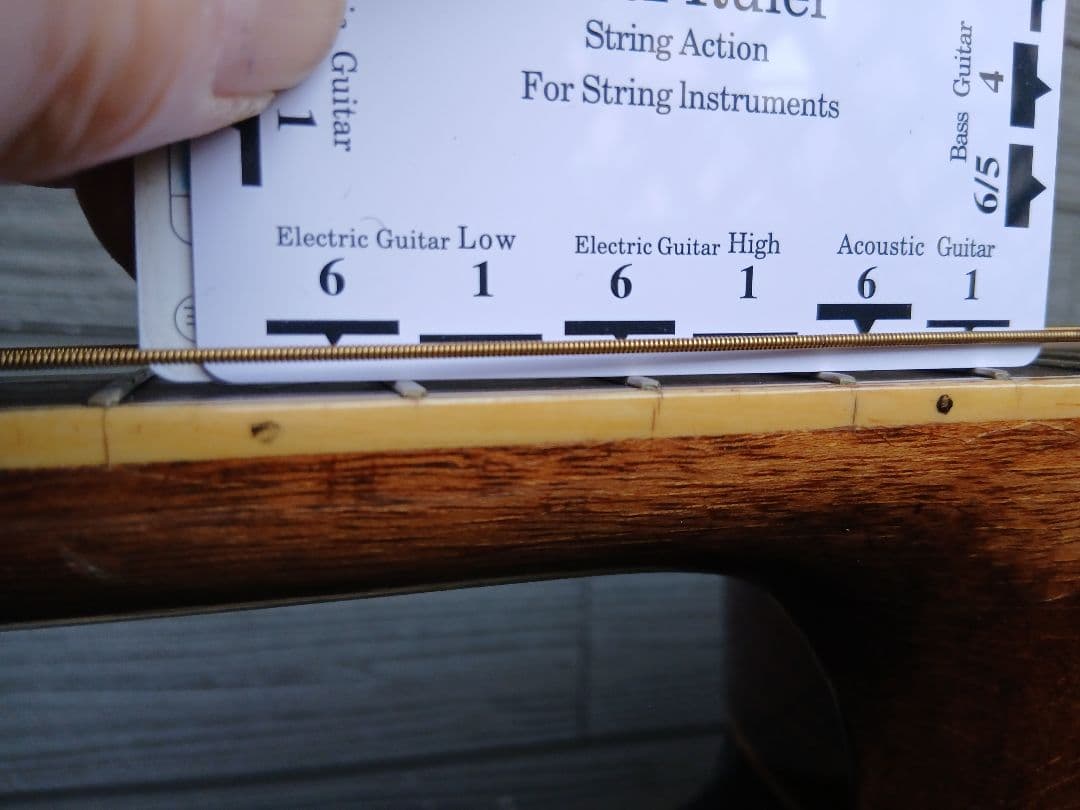 Ruler
String Action
For String Instruments
Guitar
1
Bass Guitar
4
6/5
Electric Guitar Low
6 1
Electric Guitar High
6 1
Acoustic Guitar
6 1